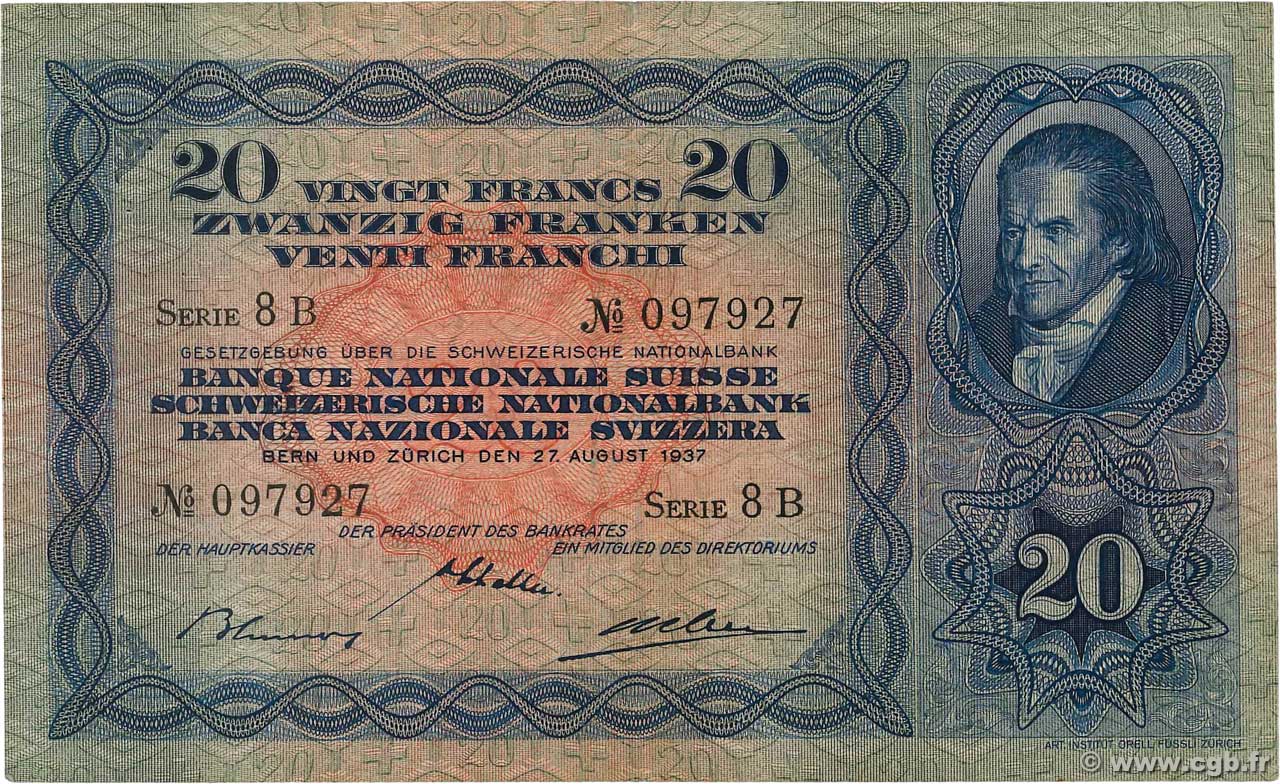 20 VINGT FRANCS 20
ZWANZIG FRANKEN
VENTI FRANCHI
SERIE 8 B № 097927
GESETZGEBUNG ÜBER DIE SCHWEIZERISCHE NATIONALBANK
BANQUE NATIONALE SUISSE
SCHWEIZERISCHE NATIONALBANK
BANCA NAZIONALE SVIZZERA
BERN UND ZÜRICH DEN 27. AUGUST 1937
№ 097927 SERIE 8 B
DER PRÄSIDENT DES BANKRATES
DER HAUPTKASSIER EIN MITGLIED DES DIREKTORIUMS
20
ART. INSTITUT ORELL FÜSSLI ZÜRICH
© www.cgb.fr